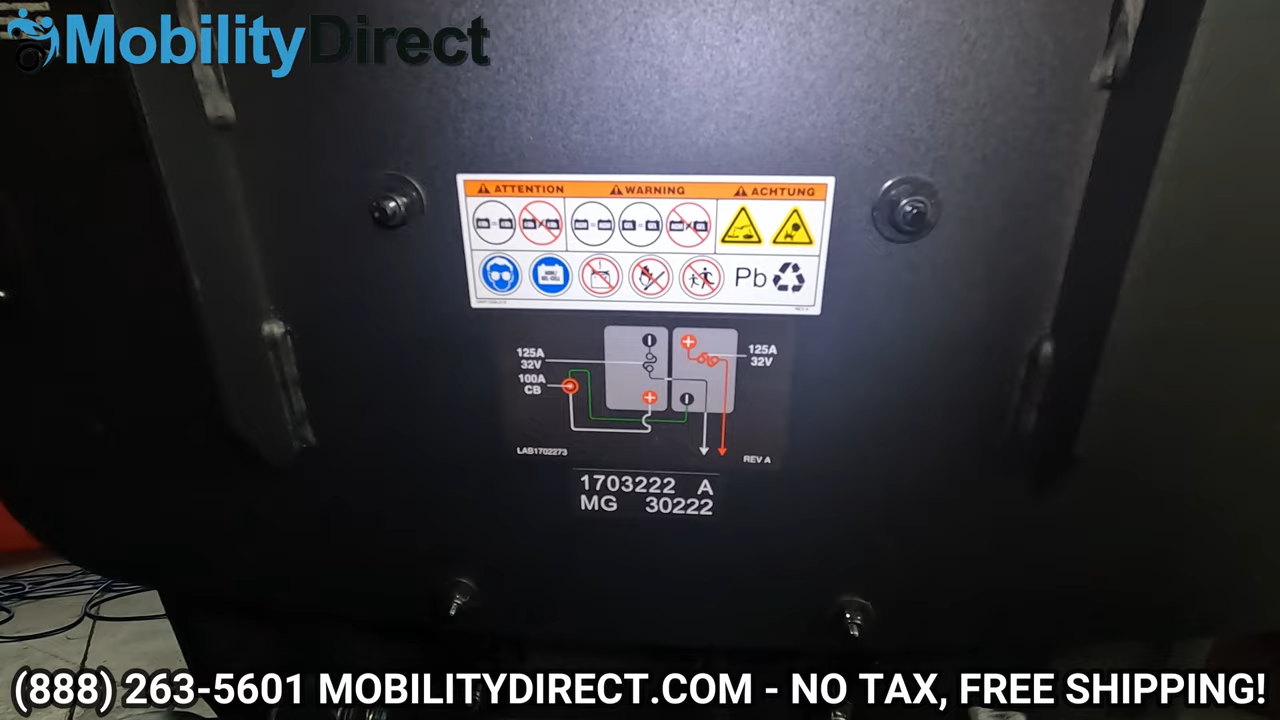 MobilityDirect
ATTENTION WARNING ACHTUNG
Pb
125A
32V
125A
32V
100A
CB
LAB1702273
REV A
1703222 A
MG 30222
(888) 263-5601 MOBILITYDIRECT.COM - NO TAX, FREE SHIPPING!